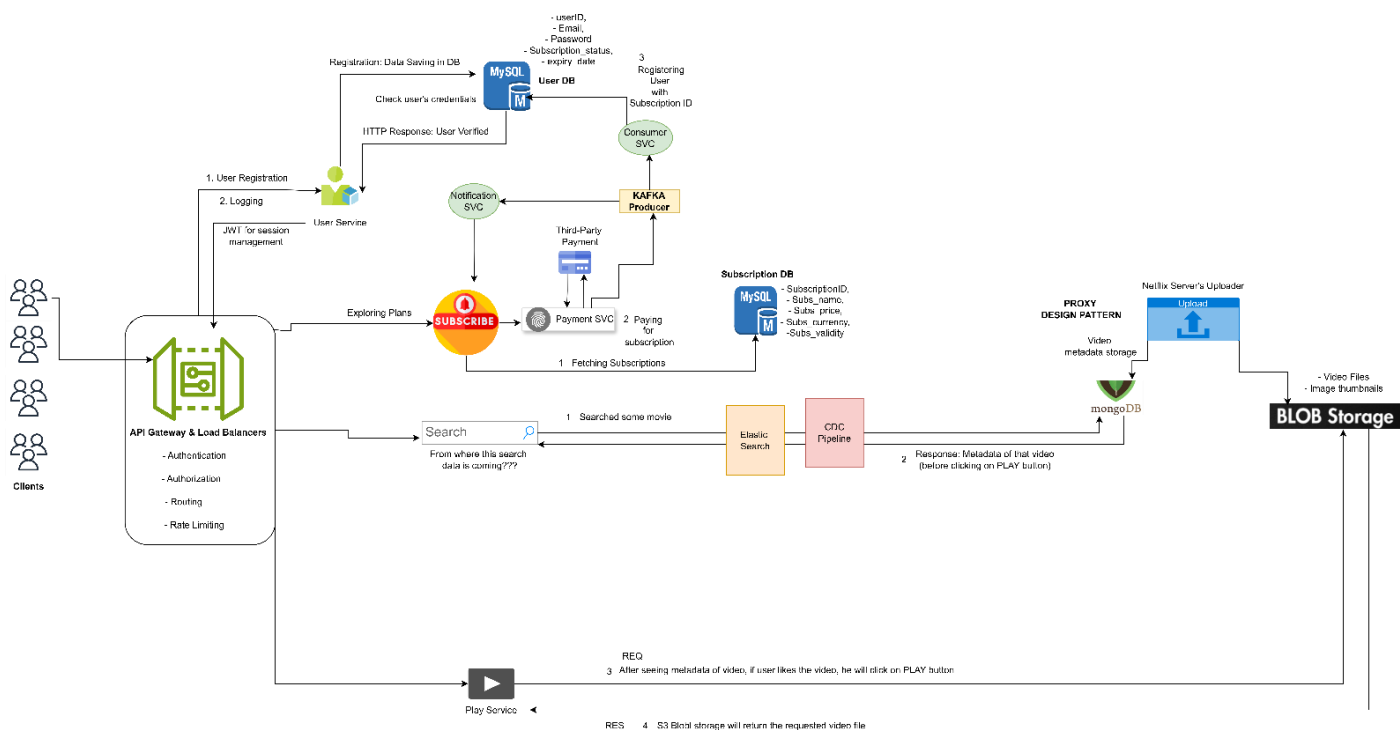 - userID,
- Email,
- Password
- Subscription_status,
- expiry_date
MySQL
User DB
M
Registration: Data Saving in DB
Check user's credentials
HTTP Response: User Verified
3
Registering
User
with
Subscription ID
Consumer
SVC
1. User Registration
2. Logging
User Service
JWT for session
management
Notification
SVC
KAFKA
Producer
Third-Party
Payment
SUBSCRIBE
Payment SVC
2 Paying
for
subscription
Exploring Plans
1 Fetching Subscriptions
Subscription DB
MySQL
M
- SubscriptionID,
- Subs_name,
- Subs_price,
- Subs_currency,
-Subs_validity
PROXY
DESIGN PATTERN
Netflix Server's Uploader
Upload
Video
metadata storage
mongoDB
- Video Files
- Image thumbnails
BLOB Storage
Clients
API Gateway & Load Balancers
- Authentication
- Authorization
- Routing
- Rate Limiting
Search
From where this search
data is coming???
1 Searched some movie
Elastic
Search
CDC
Pipeline
2 Response: Metadata of that video
(before clicking on PLAY button)
REQ
3 After seeing metadata of video, if user likes the video, he will click on PLAY button
Play Service
RES 4 S3 Blobl storage will return the requested video file